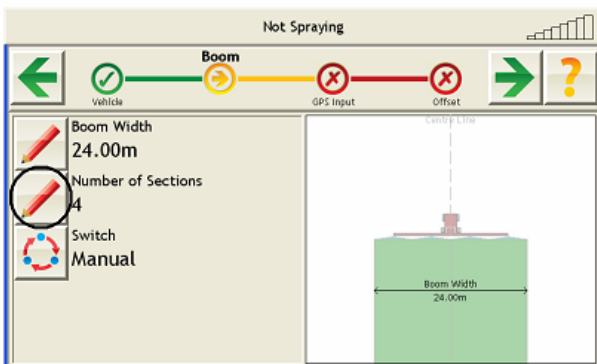 Not Spraying
Boom
Vehicle
GPS Input
Offset
Boom Width
24.00m
Number of Sections
4
Switch
Manual
Centre Line
Boom Width
24.00m